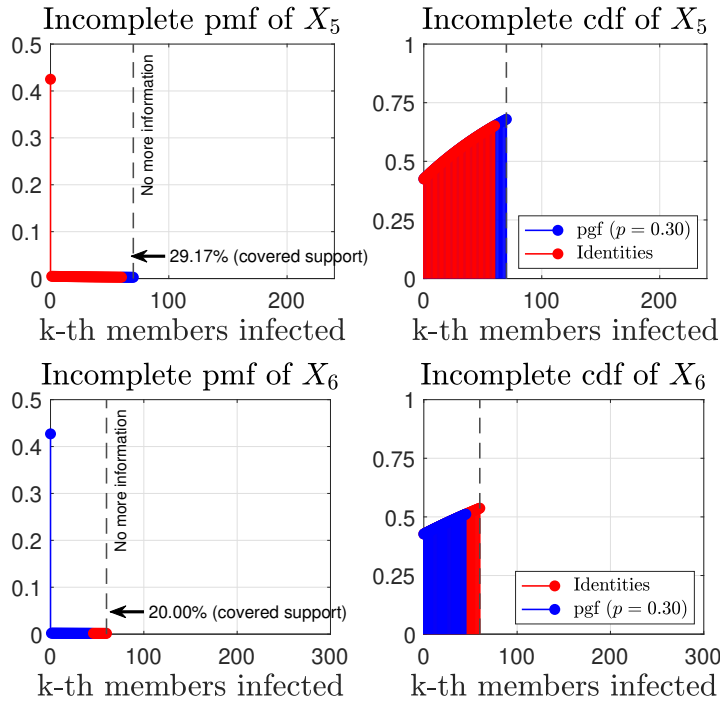 Incomplete pmf of X5
0.5
0.4
0.3
0.2
0.1
0
No more information
29.17% (covered support)
0 100 200
k-th members infected
Incomplete cdf of X5
1
0.75
0.5
0.25
0
pgf (p = 0.30)
Identities
0 100 200
k-th members infected
Incomplete pmf of X6
0.5
0.4
0.3
0.2
0.1
0
No more information
20.00% (covered support)
0 100 200 300
k-th members infected
Incomplete cdf of X6
1
0.75
0.5
0.25
0
Identities
pgf (p = 0.30)
0 100 200 300
k-th members infected